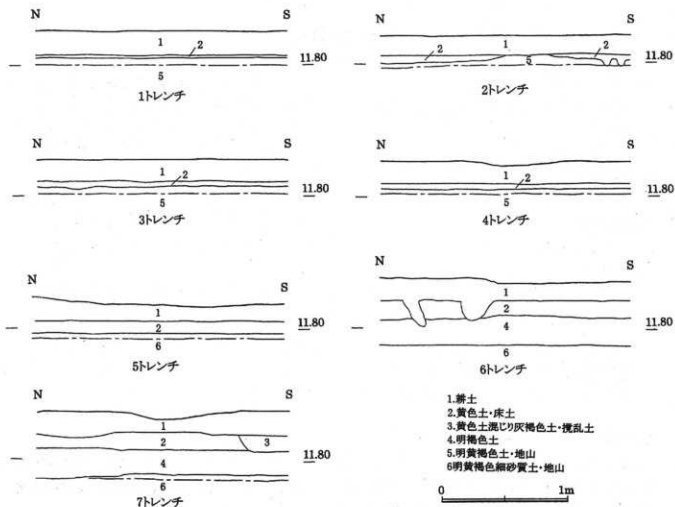 N S
1
2
11.80
5
1トレンチ
N S
1
2 2
5
11.80
2トレンチ
N S
1
2
11.80
5
3トレンチ
N S
1
2
11.80
5
4トレンチ
N S
1
2
11.80
6
5トレンチ
N S
1
2
4
11.80
6
6トレンチ
N S
1
2 3
11.80
4
6
7トレンチ
1.耕土
2.黄色土・床土
3.黄色土混じり灰褐色土・攪乱土
4.明褐色土
5.明黄褐色土・地山
6明黄褐色細砂質土・地山
0 1m